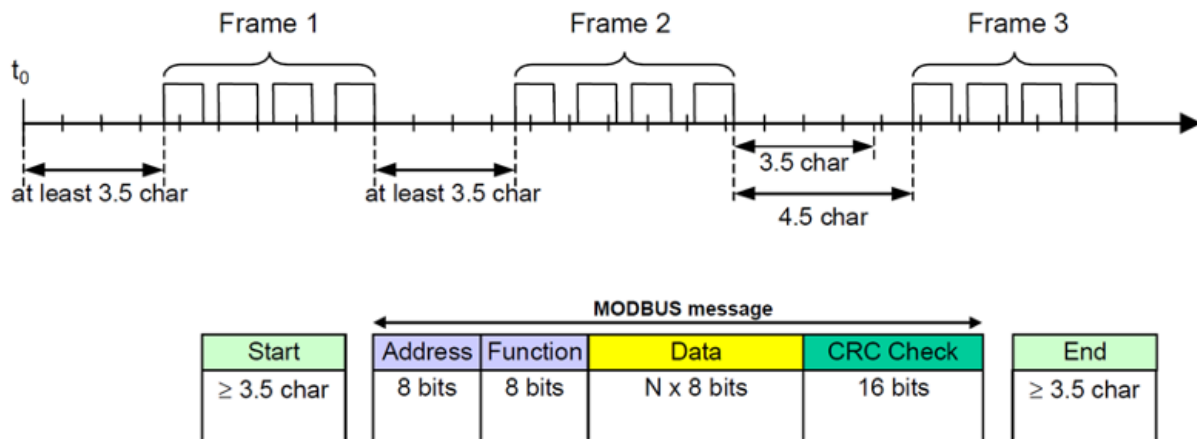 Frame 1 Frame 2 Frame 3
t0
3.5 char
at least 3.5 char at least 3.5 char
4.5 char
MODBUS message
Start Address Function Data CRC Check End
≥ 3.5 char 8 bits 8 bits N x 8 bits 16 bits ≥ 3.5 char